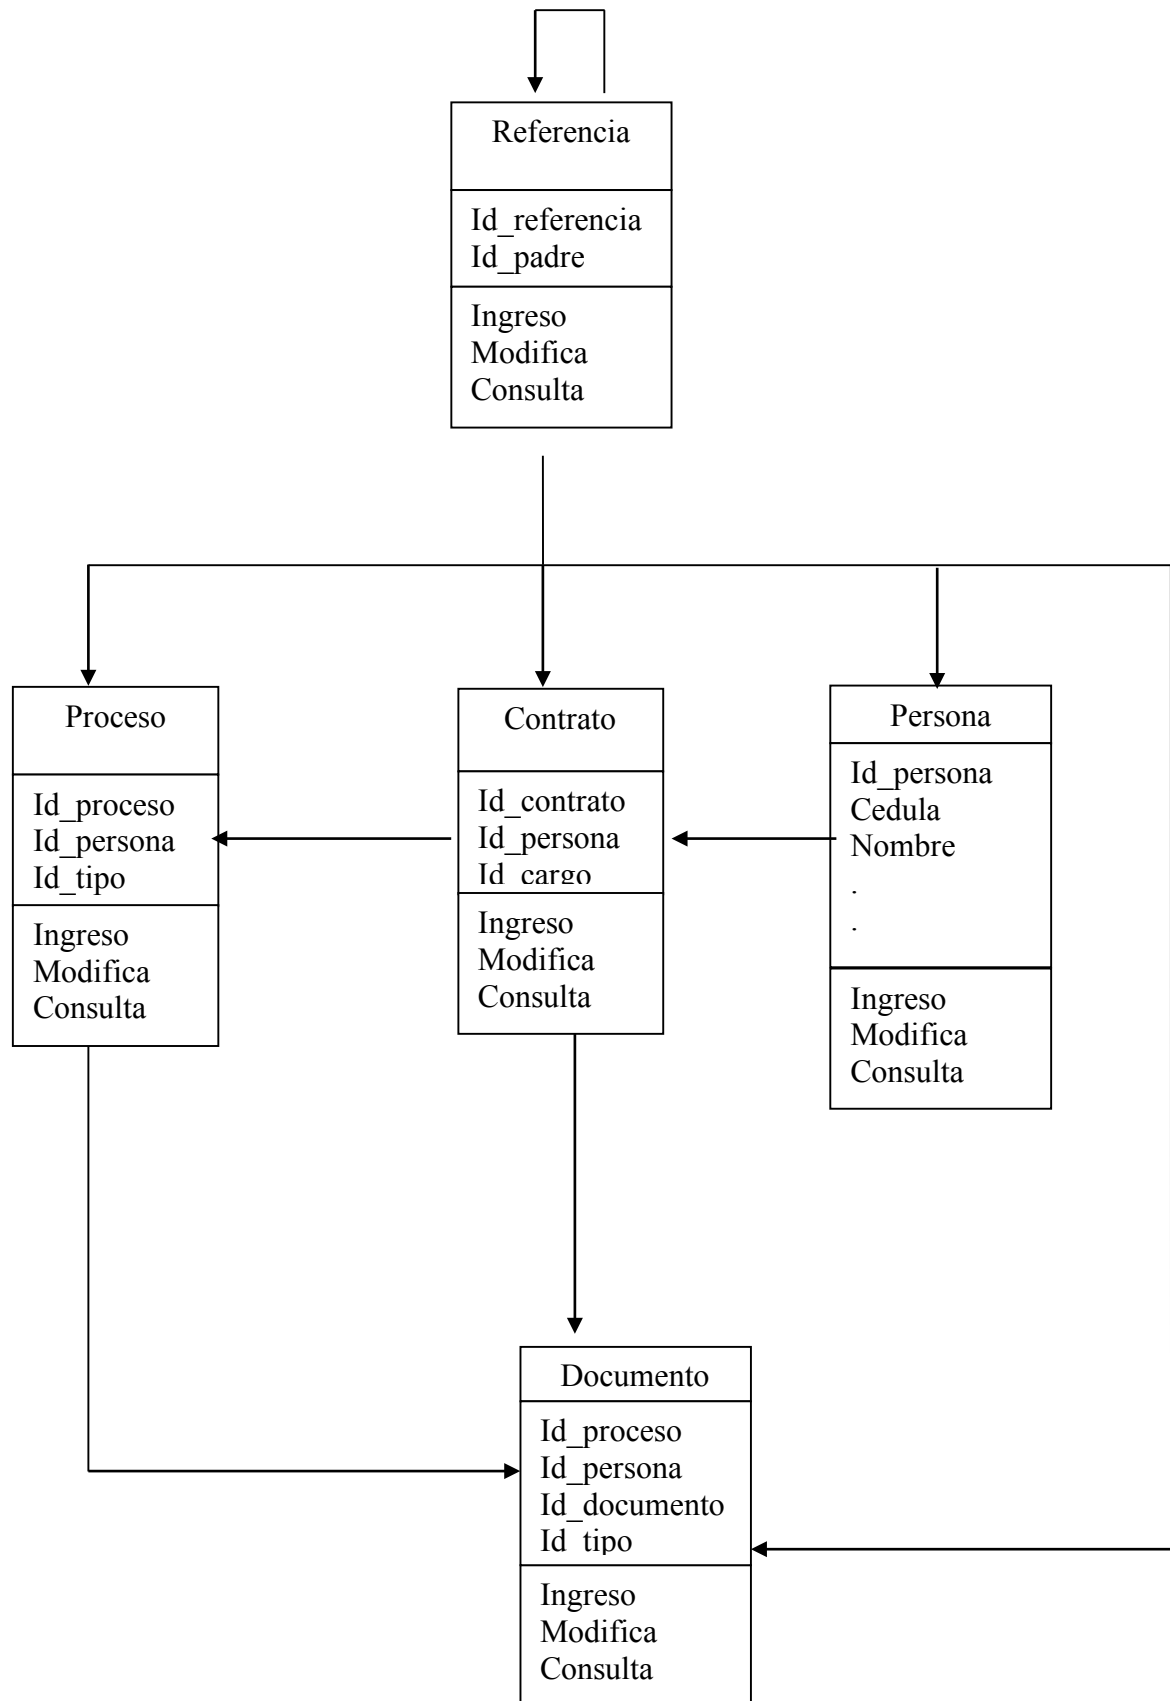 Referencia
Id_referencia
Id_padre
Ingreso
Modifica
Consulta
Proceso
Id_proceso
Id_persona
Id_tipo
Ingreso
Modifica
Consulta
Contrato
Id_contrato
Id_persona
Id_cargo
Ingreso
Modifica
Consulta
Persona
Id_persona
Cedula
Nombre
.
.
Ingreso
Modifica
Consulta
Documento
Id_proceso
Id_persona
Id_documento
Id_tipo
Ingreso
Modifica
Consulta